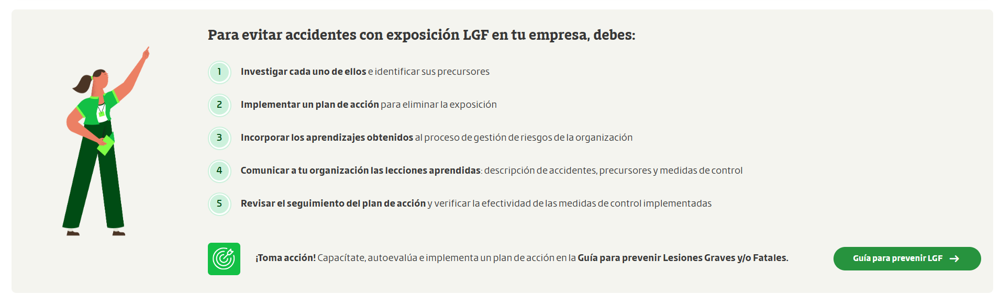 Para evitar accidentes con exposición LGF en tu empresa, debes:
1 Investigar cada uno de ellos e identificar sus precursores
2 Implementar un plan de acción para eliminar la exposición
3 Incorporar los aprendizajes obtenidos al proceso de gestión de riesgos de la organización
4 Comunicar a tu organización las lecciones aprendidas: descripción de accidentes, precursores y medidas de control
5 Revisar el seguimiento del plan de acción y verificar la efectividad de las medidas de control implementadas
¡Toma acción! Capacítate, autoevalúa e implementa un plan de acción en la Guía para prevenir Lesiones Graves y/o Fatales.
Guía para prevenir LGF →